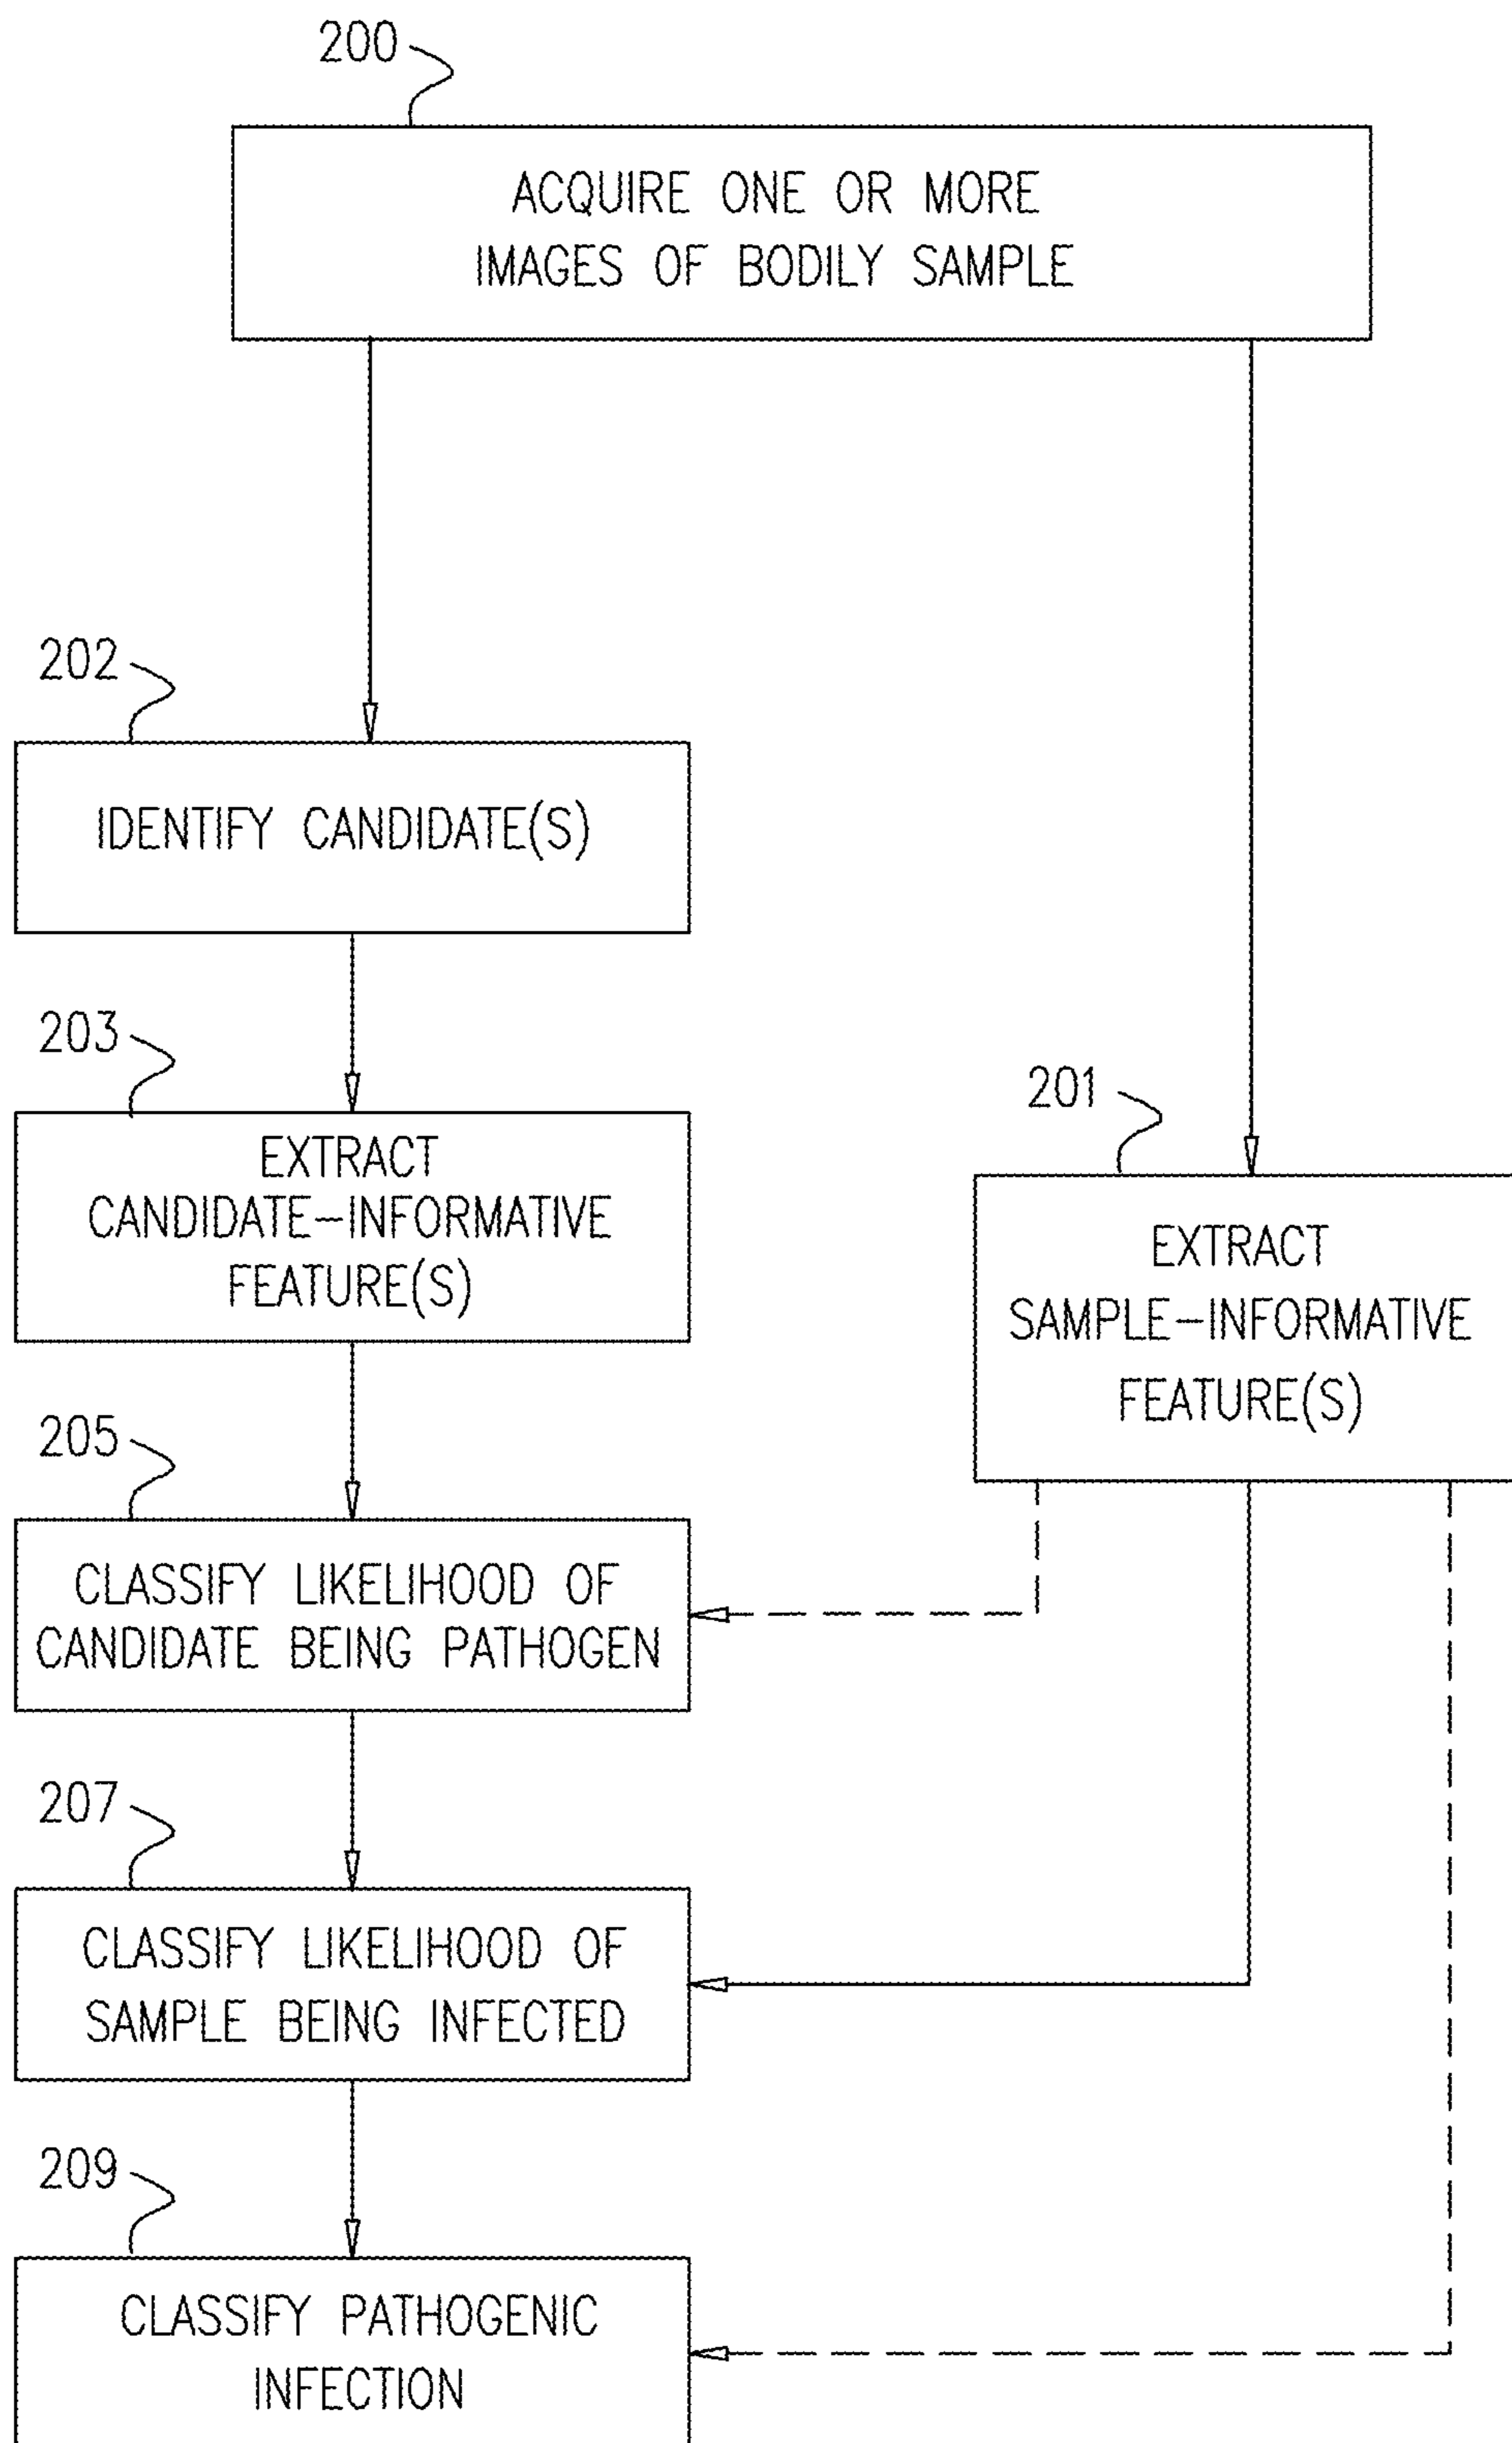 200
ACQUIRE ONE OR MORE
IMAGES OF BODILY SAMPLE
202
IDENTIFY CANDIDATE(S)
203
EXTRACT
CANDIDATE-INFORMATIVE
FEATURE(S)
201
EXTRACT
SAMPLE-INFORMATIVE
FEATURE(S)
205
CLASSIFY LIKELIHOOD OF
CANDIDATE BEING PATHOGEN
207
CLASSIFY LIKELIHOOD OF
SAMPLE BEING INFECTED
209
CLASSIFY PATHOGENIC
INFECTION